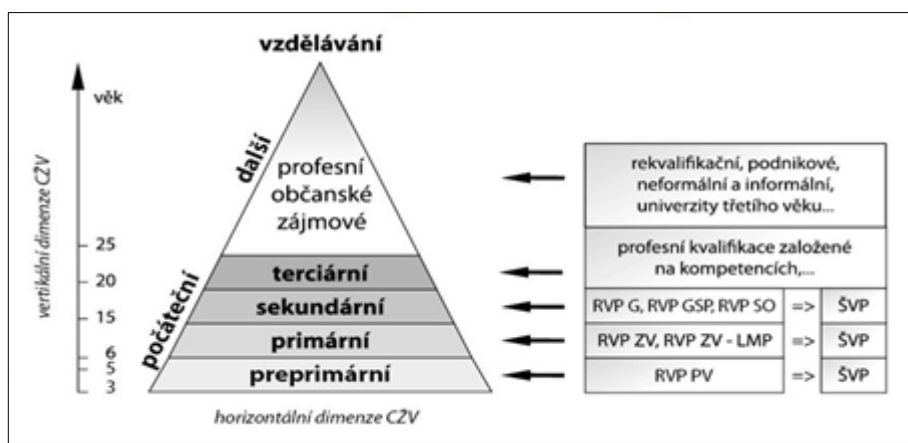 vzdělávání
věk
vertikální dimenze CŽV
25
20
15
6
5
3
další
počáteční
profesní
občanské
zájmové
terciární
sekundární
primární
preprimární
horizontální dimenze CŽV
rekvalifikační, podnikové,
neformální a informální,
univerzity třetího věku...
profesní kvalifikace založené
na kompetencích,...
RVP G, RVP GSP, RVP SO => ŠVP
RVP ZV, RVP ZV - LMP => ŠVP
RVP PV => ŠVP